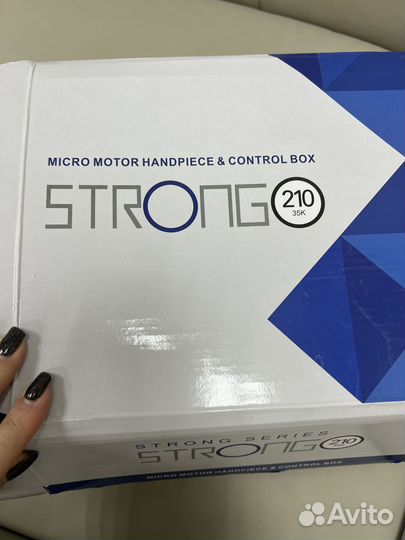 MICRO MOTOR HANDPIECE & CONTROL BOX
STRONG 210
35K
STRONG SERIES
STRONG 210
MICRO MOTOR HANDPIECE & CONTROL BOX
Avito